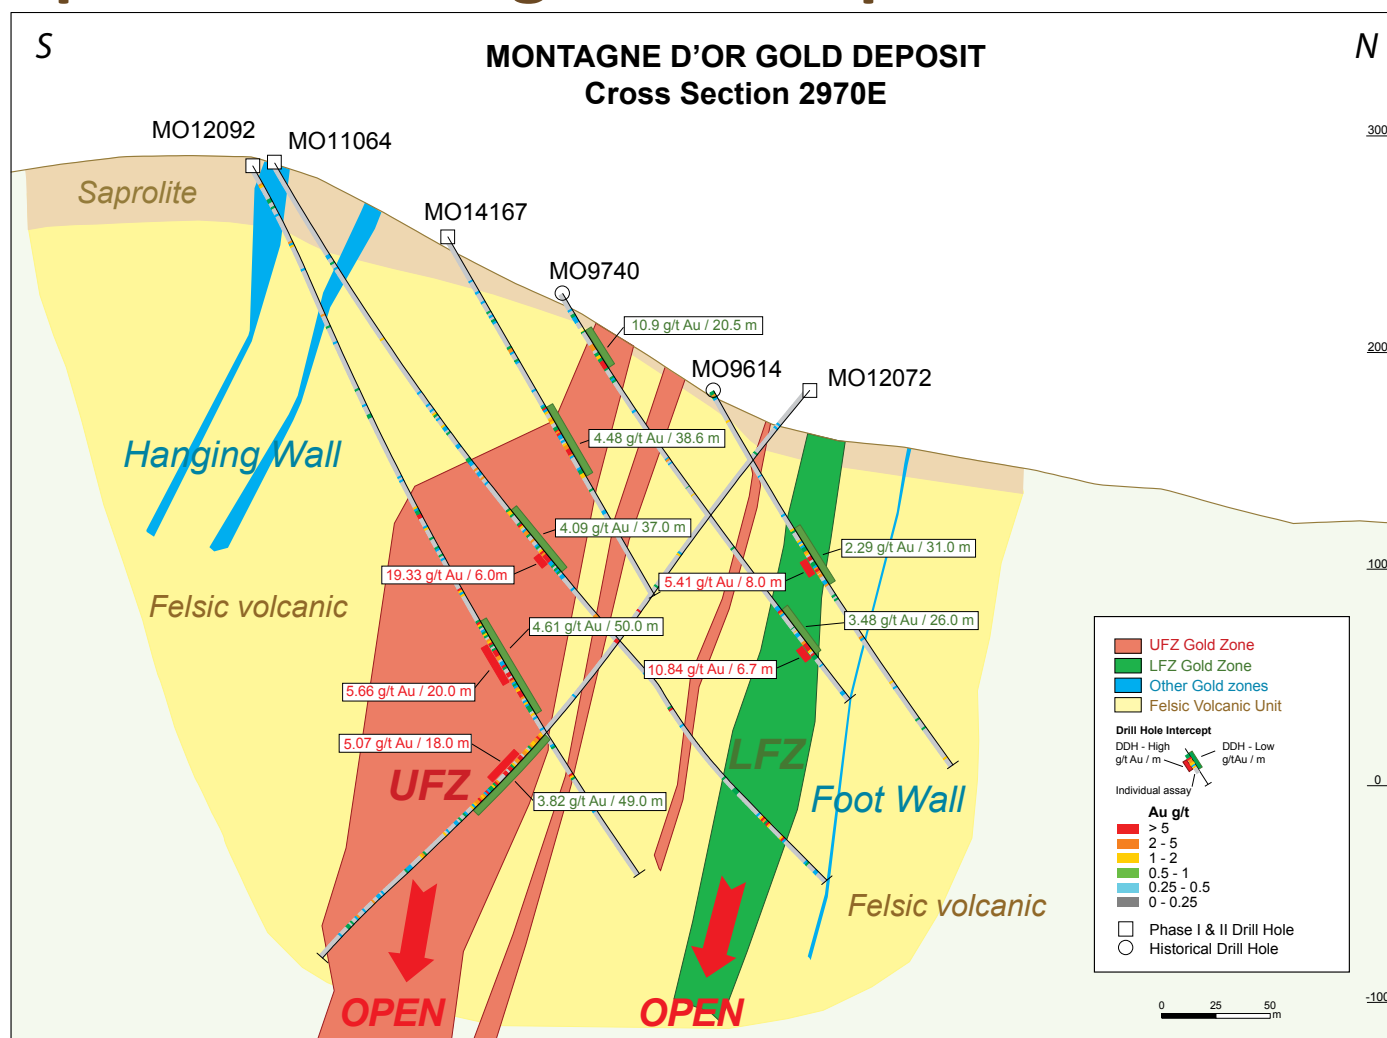 S
N
MONTAGNE D'OR GOLD DEPOSIT
Cross Section 2970E
MO12092
MO11064
MO14167
MO9740
MO9614
MO12072
300
200
100
0
-100
Saprolite
Hanging Wall
Felsic volcanic
10.9 g/t Au / 20.5 m
4.48 g/t Au / 38.6 m
4.09 g/t Au / 37.0 m
19.33 g/t Au / 6.0m
2.29 g/t Au / 31.0 m
5.41 g/t Au / 8.0 m
4.61 g/t Au / 50.0 m
3.48 g/t Au / 26.0 m
10.84 g/t Au / 6.7 m
5.66 g/t Au / 20.0 m
5.07 g/t Au / 18.0 m
3.82 g/t Au / 49.0 m
UFZ
LFZ
Foot Wall
Felsic volcanic
OPEN
OPEN
UFZ Gold Zone
LFZ Gold Zone
Other Gold zones
Felsic Volcanic Unit
Drill Hole Intercept
DDH - High
g/t Au / m
DDH - Low
g/tAu / m
Individual assay
Au g/t
> 5
2 - 5
1 - 2
0.5 - 1
0.25 - 0.5
0 - 0.25
Phase I & II Drill Hole
Historical Drill Hole
0 25 50
m